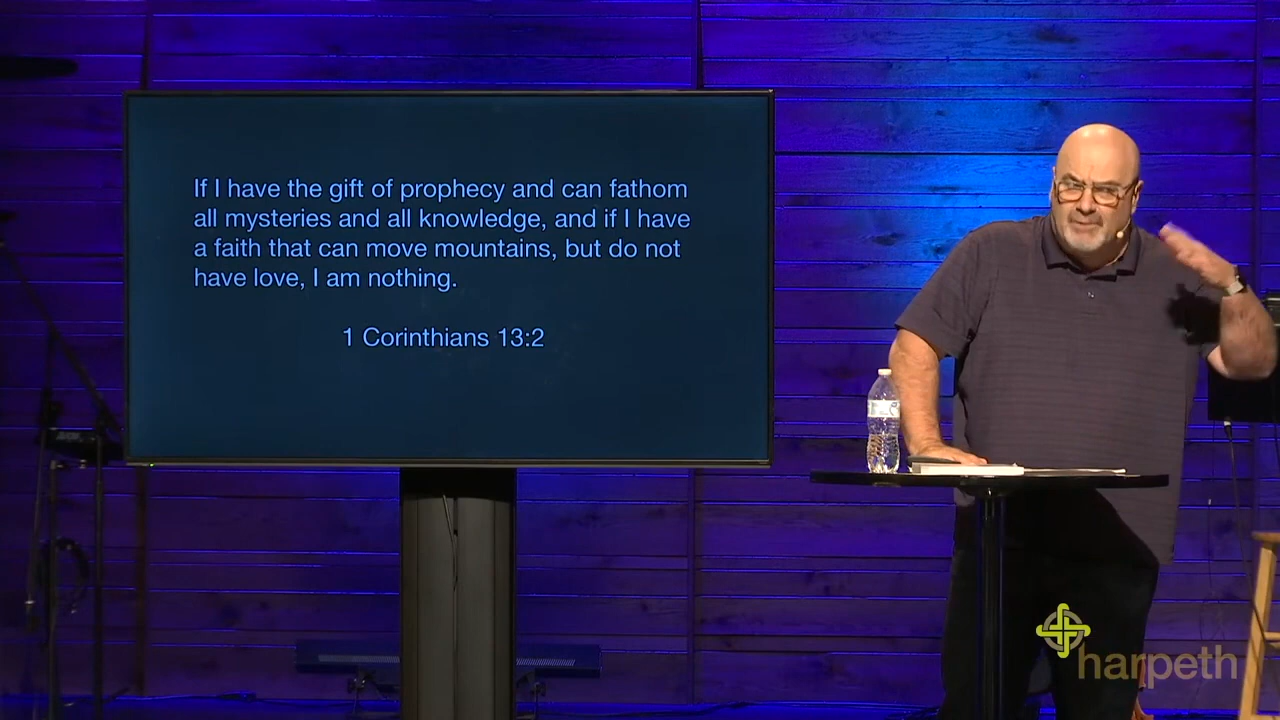 If I have the gift of prophecy and can fathom
all mysteries and all knowledge, and if I have
a faith that can move mountains, but do not
have love, I am nothing.
1 Corinthians 13:2
harpeth